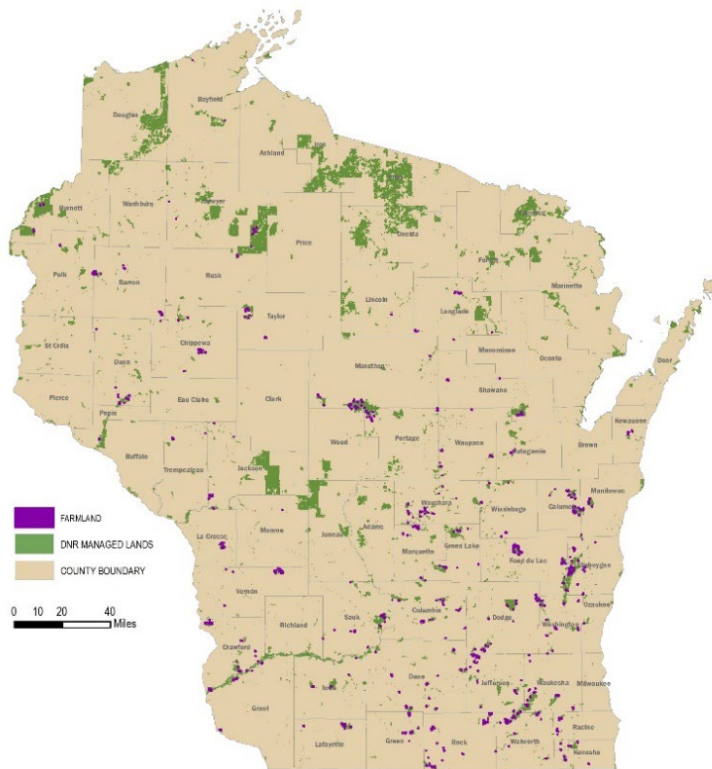 Bayfield
Douglas
Ashland
Iron
Vilas
Burnett
Washburn
Sawyer
Florence
Price
Oneida
Forest
Polk
Barron
Rusk
Marinette
Lincoln
Langlade
Taylor
St Croix
Chippewa
Dunn
Menominee
Oconto
Door
Marathon
Shawano
Pierce
Eau Claire
Clark
Pepin
Kewaunee
Wood
Portage
Waupaca
Brown
Buffalo
Outagamie
Trempealeau
Jackson
Manitowoc
FARMLAND
Waushara
Winnebago
Calumet
La Crosse
Monroe
Juneau
Adams
DNR MANAGED LANDS
Marquette
Green Lake
Fond du Lac
Sheboygan
COUNTY BOUNDARY
Vernon
0 10 20 40
Miles
Richland
Sauk
Columbia
Dodge
Ozaukee
Washington
Crawford
Dane
Jefferson
Waukesha
Milwaukee
Iowa
Grant
Lafayette
Green
Rock
Walworth
Racine
Kenosha